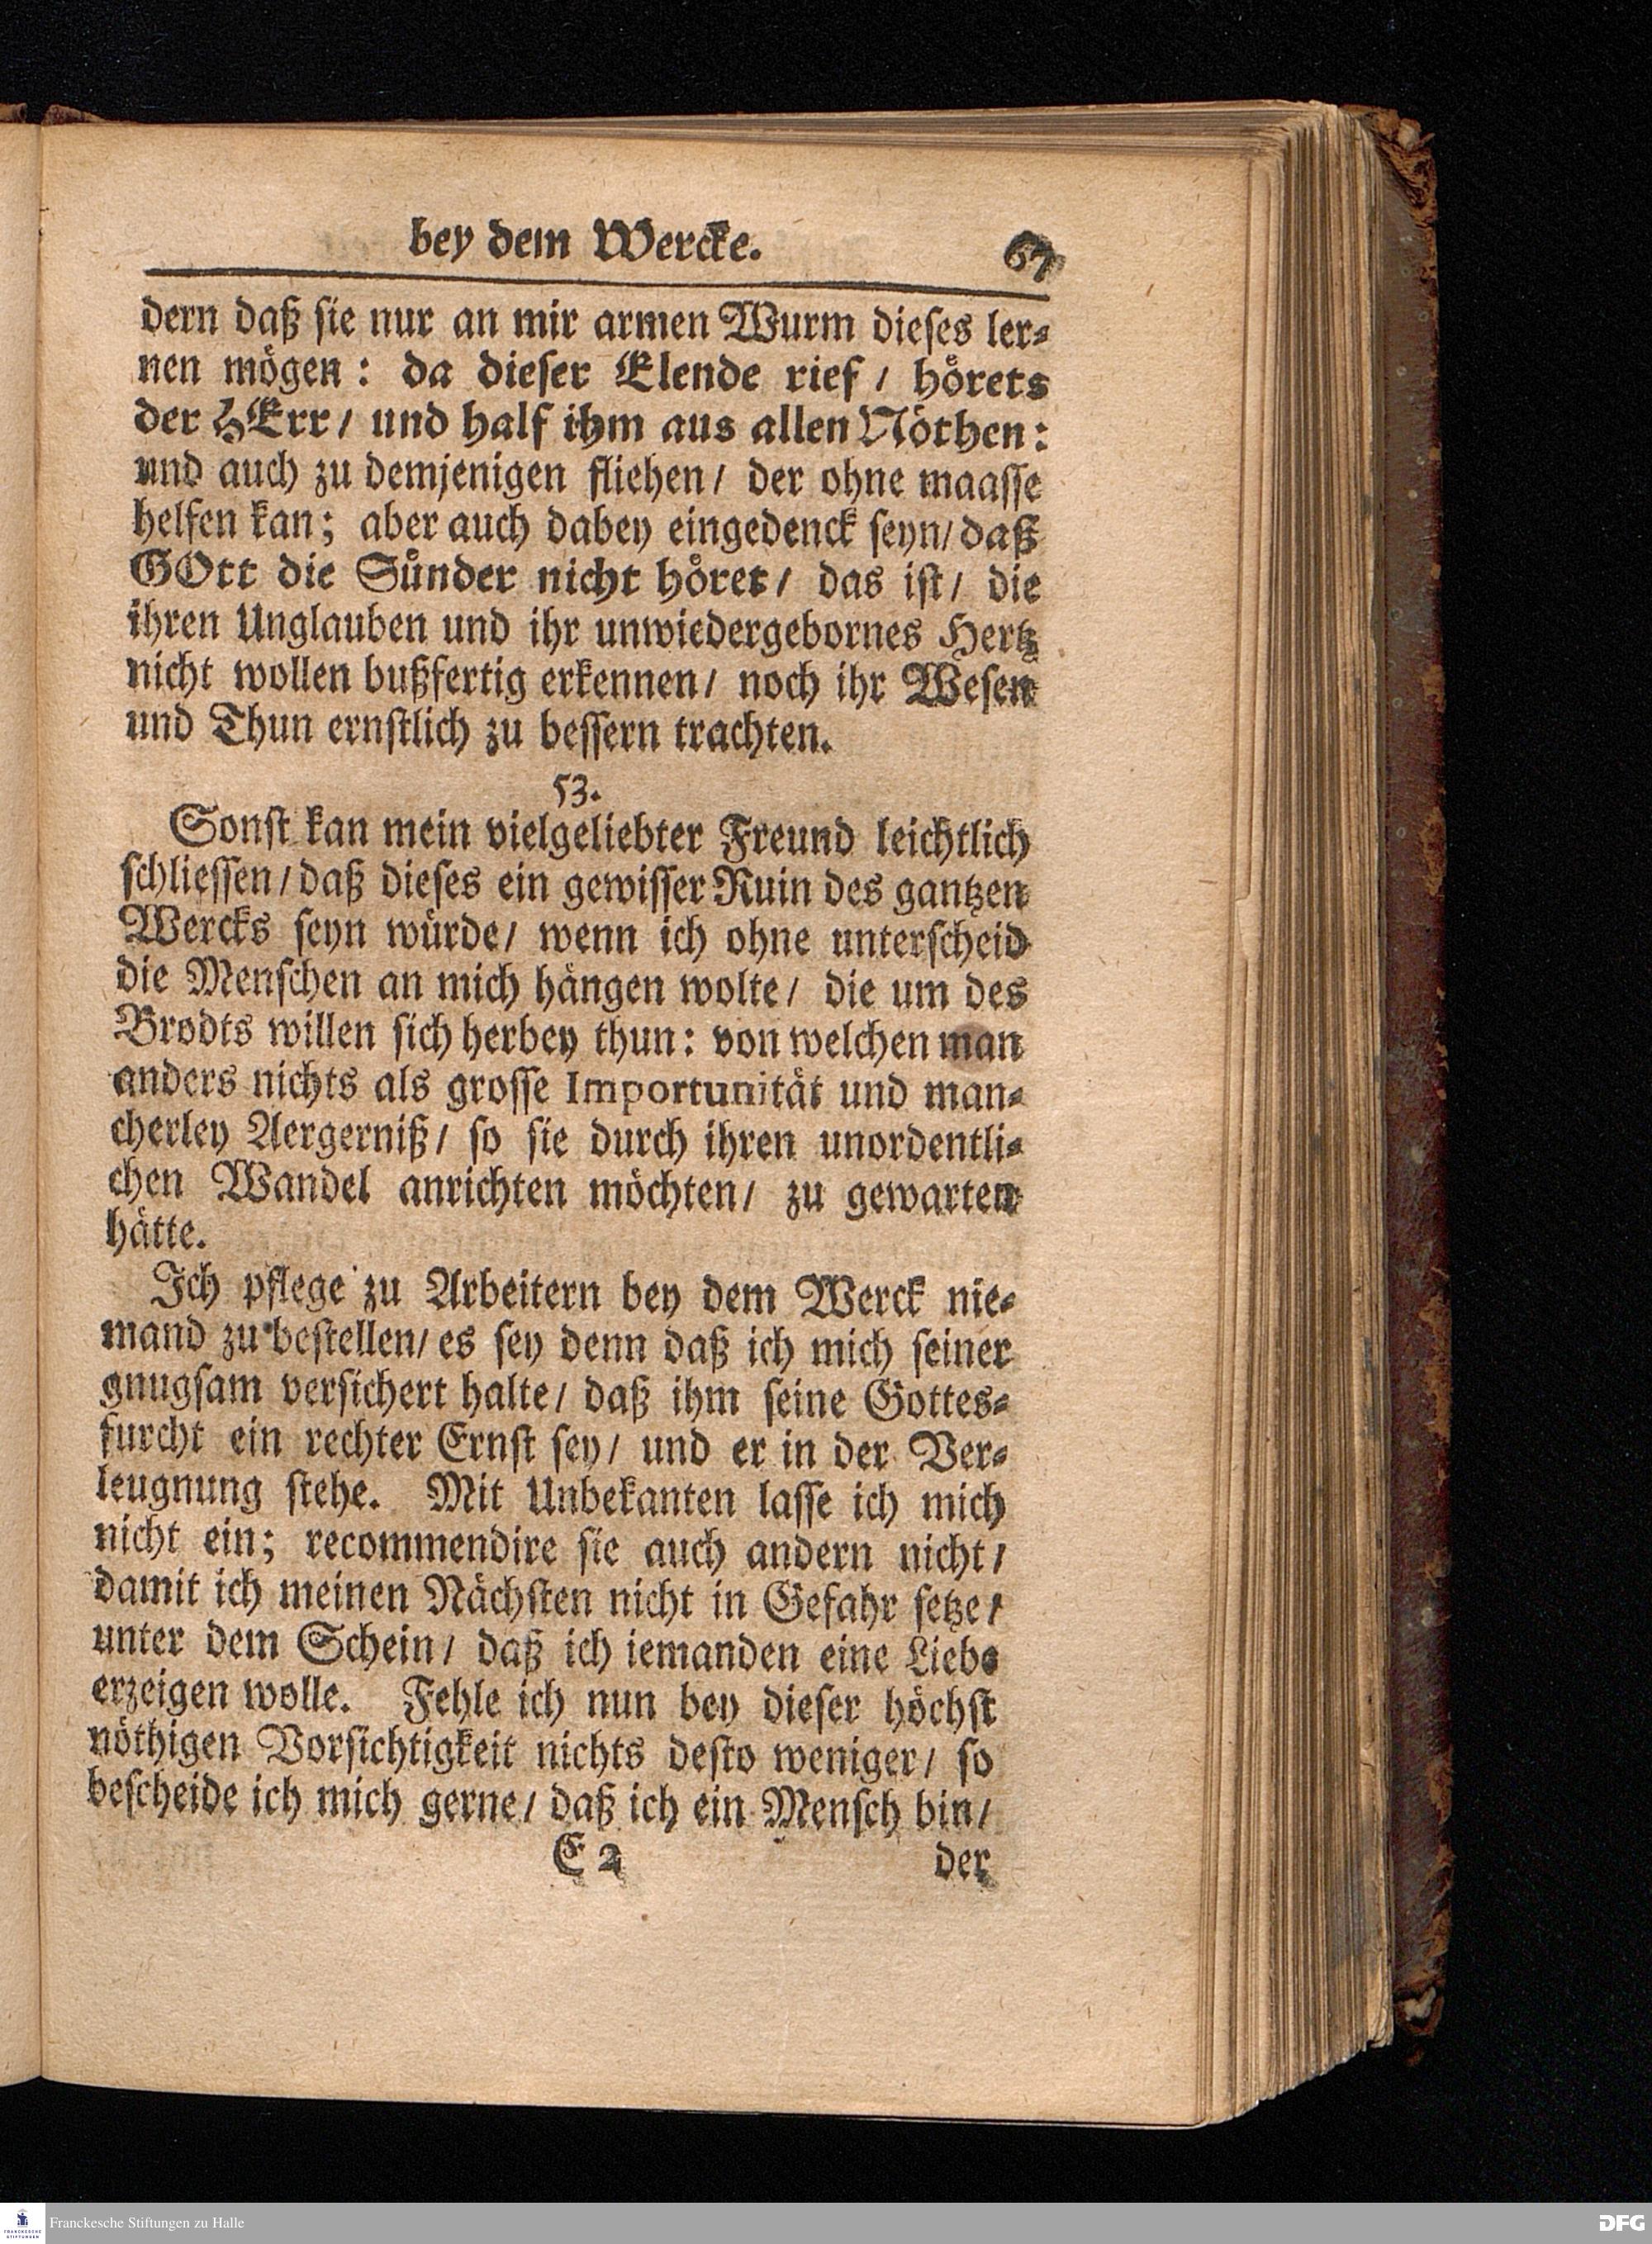 bey dem Wercke. 67
dern daß sie nur an mir armen Wurm dieses ler-
nen mögen: da dieser Elende rief / hörets
der HErr / und half ihm aus allen Nöthen:
und auch zu demjenigen fliehen / der ohne maasse
helfen kan; aber auch dabey eingedenck seyn / daß
GOtt die Sünder nicht höret / das ist / die
ihren Unglauben und ihr unwiedergebornes Hertz
nicht wollen bußfertig erkennen / noch ihr Wesen
und Thun ernstlich zu bessern trachten.
53.
Sonst kan mein vielgeliebter Freund leichtlich
schliessen / daß dieses ein gewisser Ruin des gantzen
Wercks seyn würde / wenn ich ohne unterscheid
die Menschen an mich hängen wolte / die um des
Brodts willen sich herbey thun: von welchen man
anders nichts als grosse Importunität und man-
cherley Aergerniß / so sie durch ihren unordentli-
chen Wandel anrichten möchten / zu gewarten
hätte.
Ich pflege zu Arbeitern bey dem Werck nie-
mand zu bestellen / es sey denn daß ich mich seiner
gnugsam versichert halte / daß ihm seine Gottes-
furcht ein rechter Ernst sey / und er in der Ver-
leugnung stehe. Mit Unbekanten lasse ich mich
nicht ein; recommendire sie auch andern nicht /
damit ich meinen Nächsten nicht in Gefahr setze /
unter dem Schein / daß ich iemanden eine Liebe
erzeigen wolle. Fehle ich nun bey dieser höchst
nöthigen Vorsichtigkeit nichts desto weniger / so
bescheide ich mich gerne / daß ich ein Mensch bin /
E 2 der
FRANCKESCHE STIFTUNGEN
Franckesche Stiftungen zu Halle
DFG